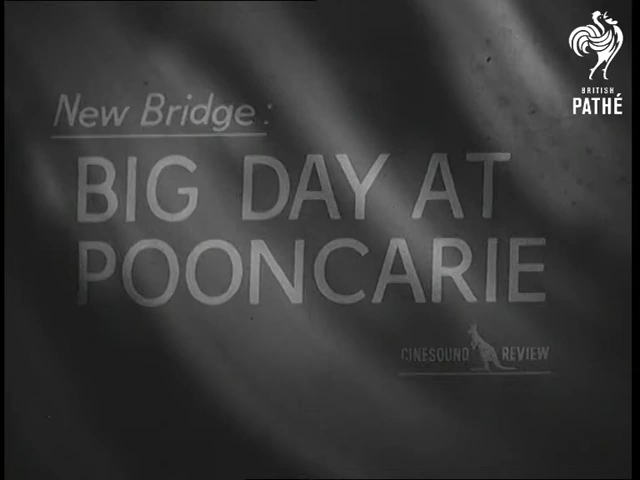 BRITISH
PATHÉ
New Bridge:
BIG DAY AT
POONCARIE
CINESOUND REVIEW